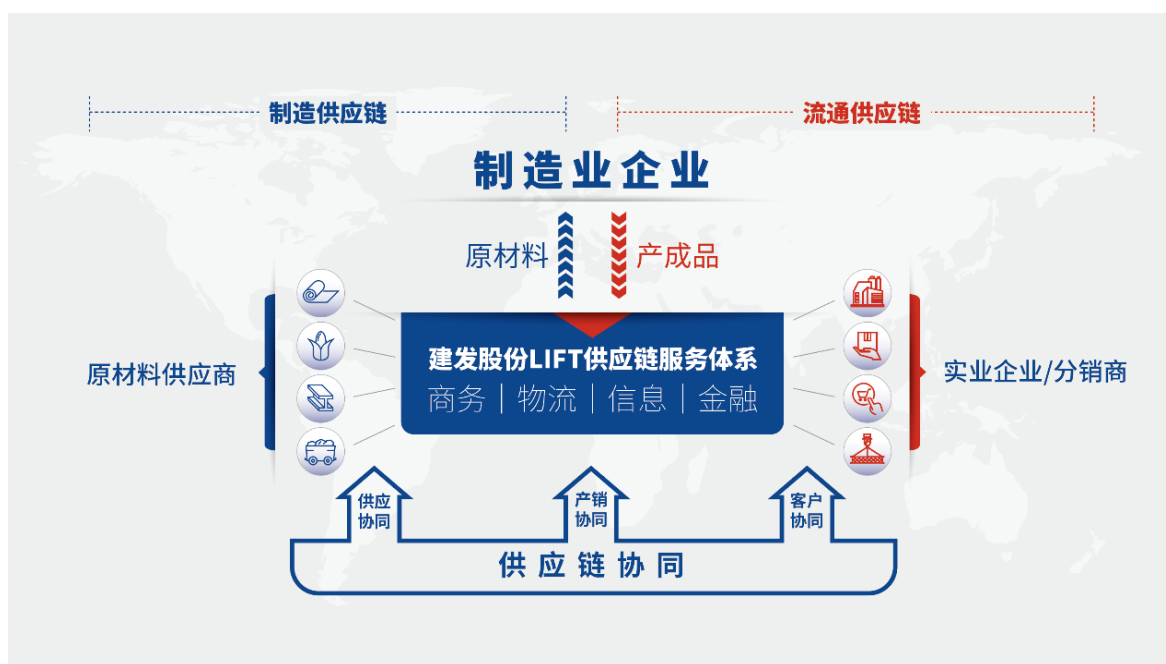 制造供应链
流通供应链
制造业企业
原材料
产成品
建发股份LIFT供应链服务体系
商务｜物流｜信息｜金融
原材料供应商
实业企业/分销商
供应
协同
产销
协同
客户
协同
供应链协同